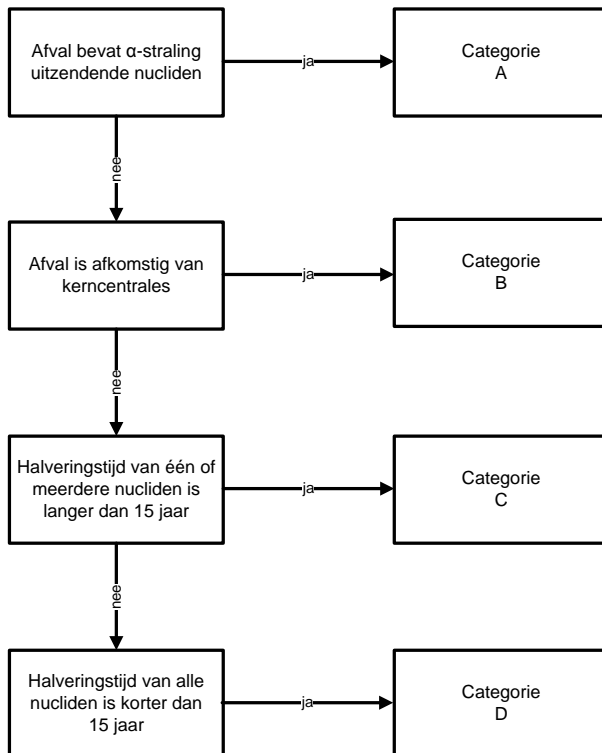 Afval bevat α-straling
uitzendende nucliden
ja
Categorie
A
nee
Afval is afkomstig van
kerncentrales
ja
Categorie
B
nee
Halveringstijd van één of
meerdere nucliden is
langer dan 15 jaar
ja
Categorie
C
nee
Halveringstijd van alle
nucliden is korter dan
15 jaar
ja
Categorie
D